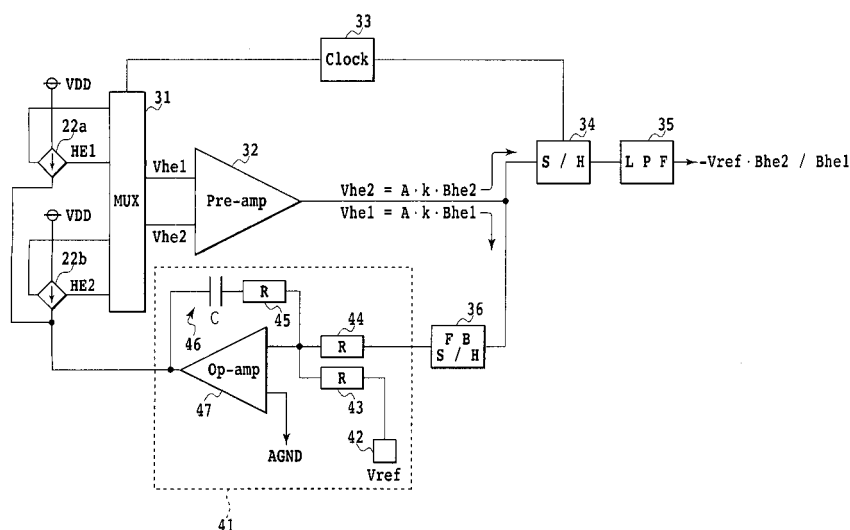 33
Clock
VDD
31
22a
HE1
MUX
Vhe1
32
Pre-amp
Vhe2
34
S / H
35
L P F
-Vref·Bhe2 / Bhe1
Vhe2 = A·k·Bhe2
Vhe1 = A·k·Bhe1
VDD
22b
HE2
C
R
45
46
44
R
36
F B
S / H
Op-amp
47
R
43
42
Vref
AGND
41